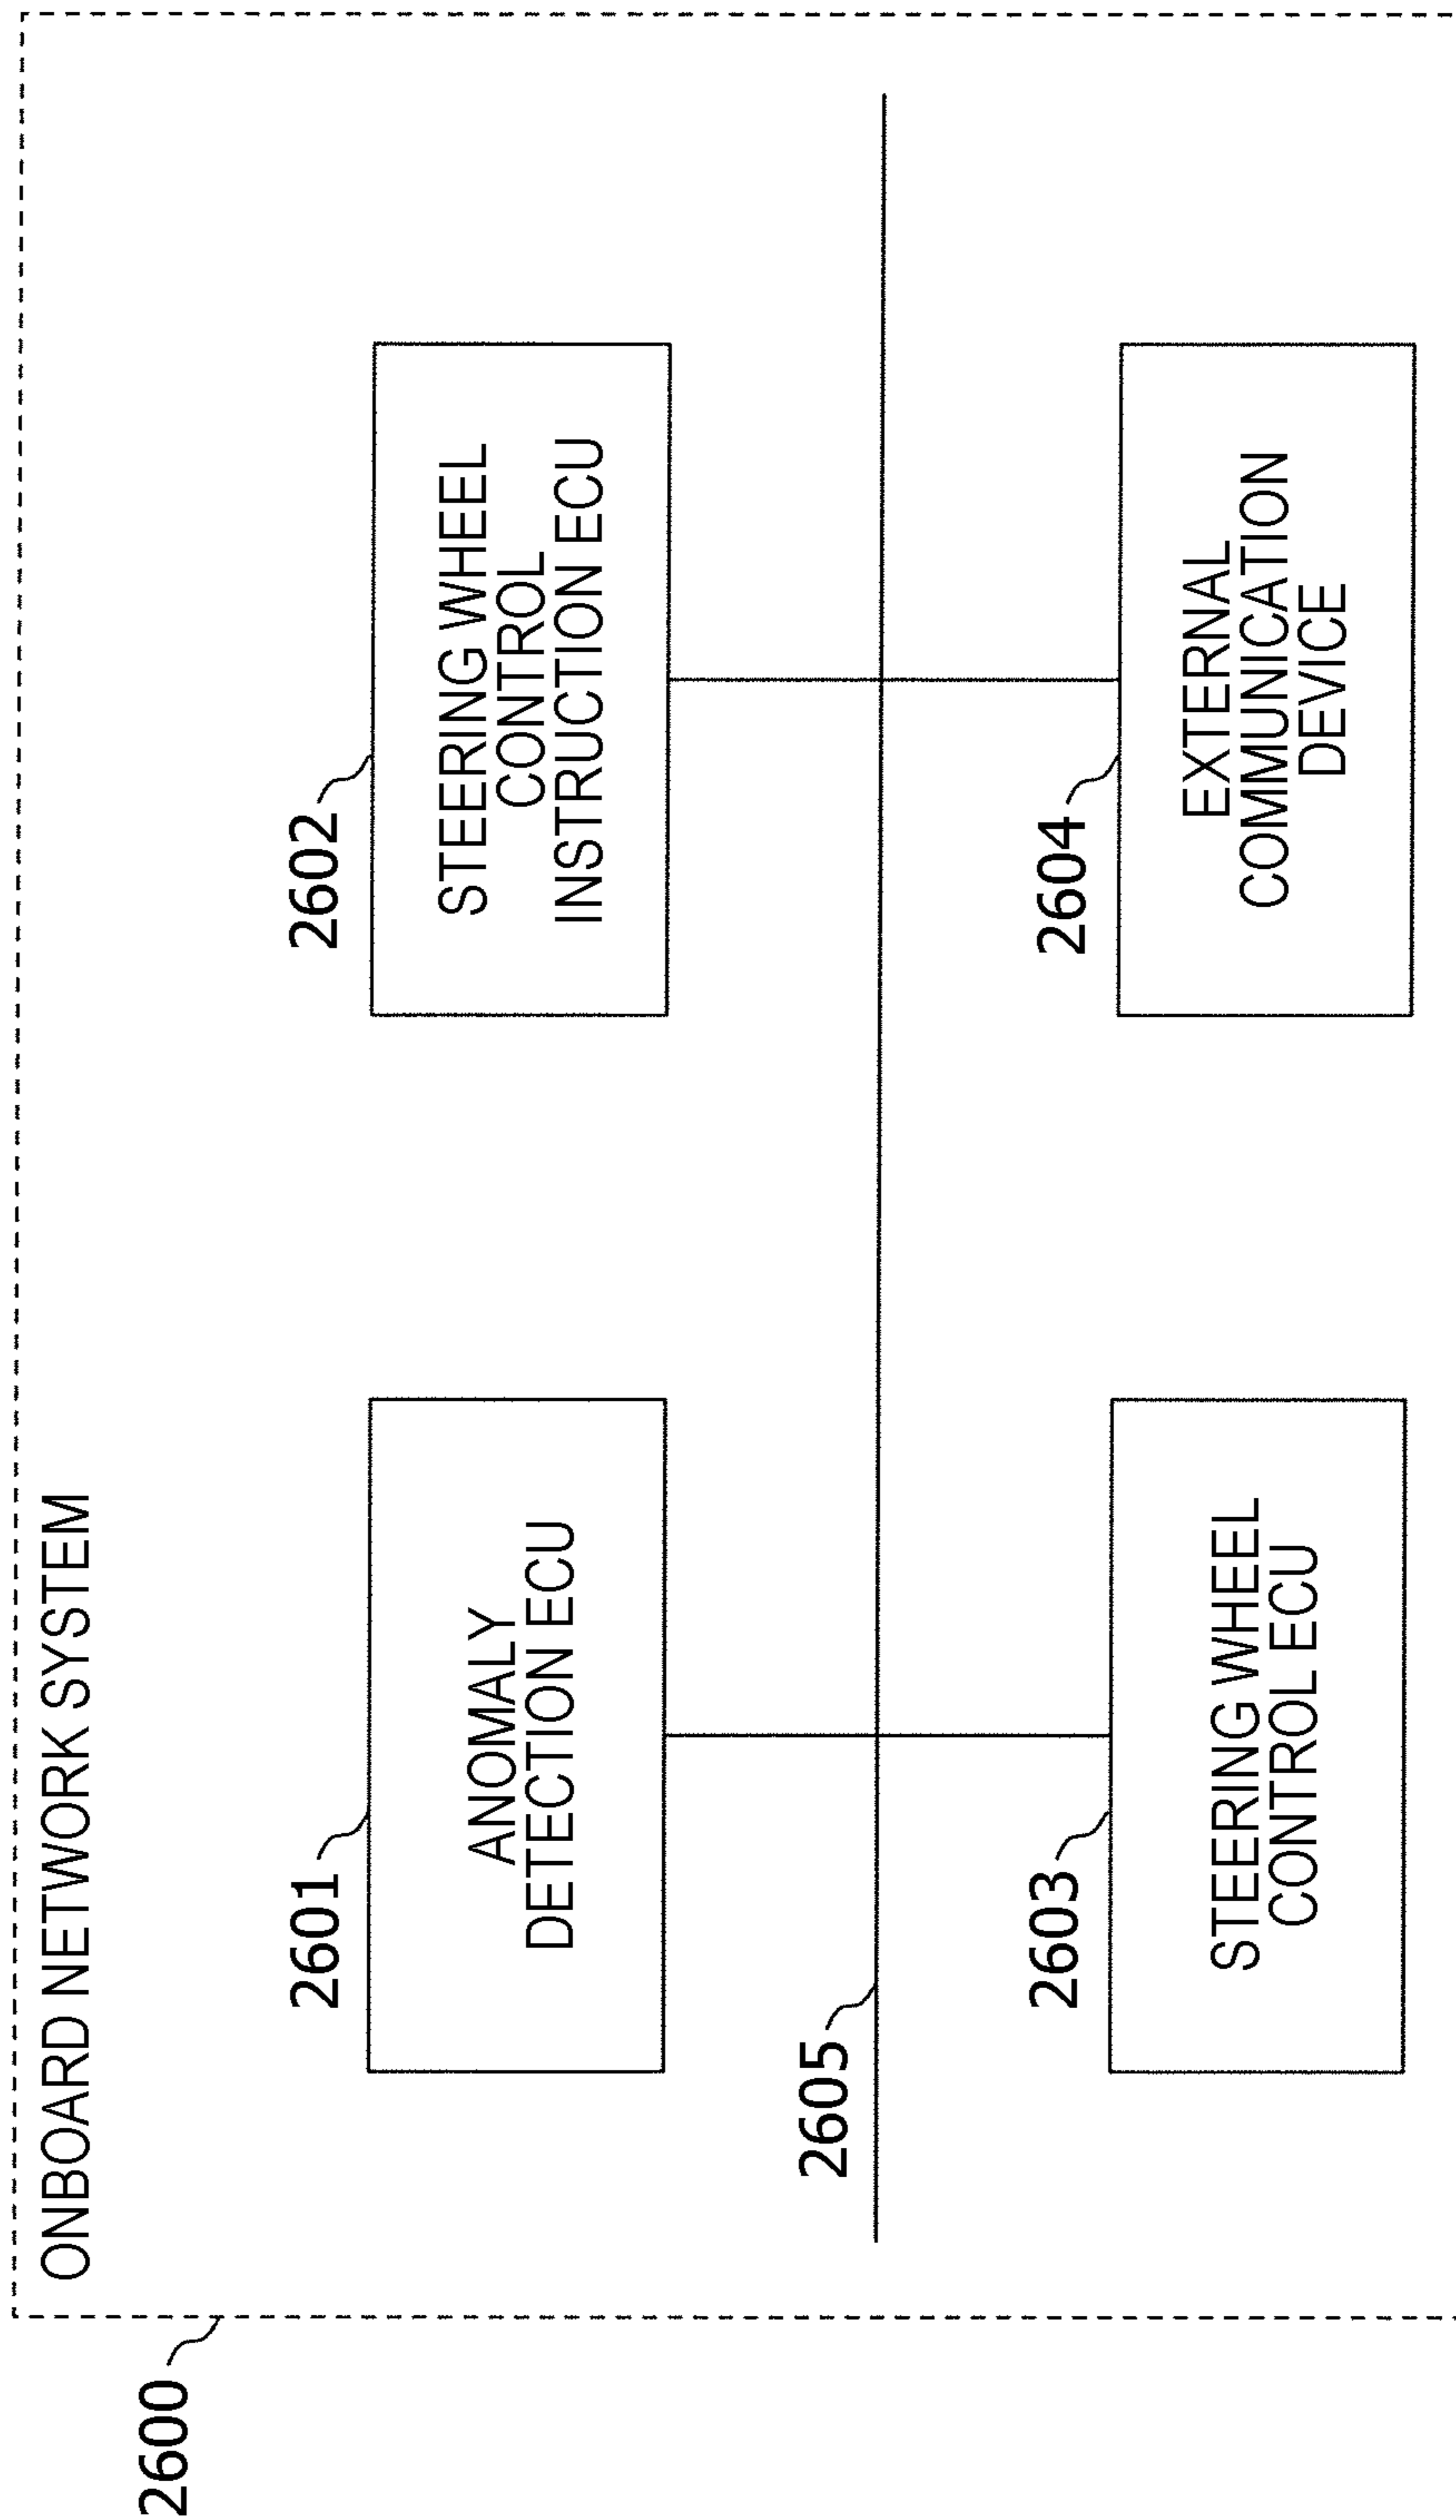 2600
ONBOARD NETWORK SYSTEM
2601
ANOMALY
DETECTION ECU
2602
STEERING WHEEL
CONTROL
INSTRUCTION ECU
2605
2603
STEERING WHEEL
CONTROL ECU
2604
EXTERNAL
COMMUNICATION
DEVICE